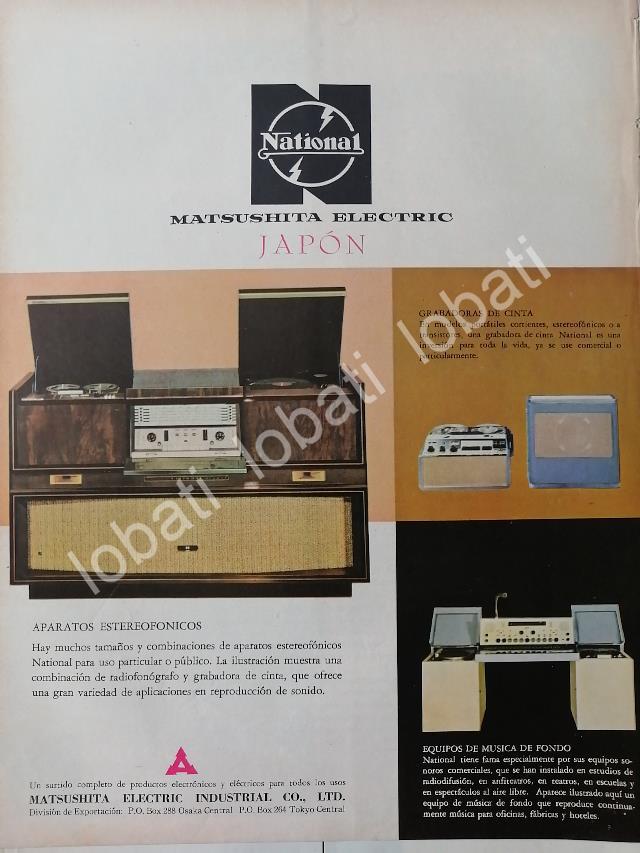 National
MATSUSHITA ELECTRIC
JAPÓN
GRABADORAS DE CINTA
En modelos portátiles corrientes, estereofónicos o a
transistores, una grabadora de cinta National es una
inversión para toda la vida, ya se use comercial o
particularmente.
lobati lobati lobati lobati
APARATOS ESTEREOFONICOS
Hay muchos tamaños y combinaciones de aparatos estereofónicos
National para uso particular o público. La ilustración muestra una
combinación de radiofonógrafo y grabadora de cinta, que ofrece
una gran variedad de aplicaciones en reproducción de sonido.
EQUIPOS DE MUSICA DE FONDO
National tiene fama especialmente por sus equipos so-
noros comerciales, que se han instalado en estudios de
radiodifusión, en anfiteatros, en teatros, en escuelas y
en espectáculos al aire libre. Aparece ilustrado aquí un
equipo de música de fondo que reproduce continua-
mente música para oficinas, fábricas y hoteles.
Un surtido completo de productos electrónicos y eléctricos para todos los usos
MATSUSHITA ELECTRIC INDUSTRIAL CO., LTD.
División de Exportación: P.O. Box 288 Osaka Central P.O. Box 264 Tokyo Central